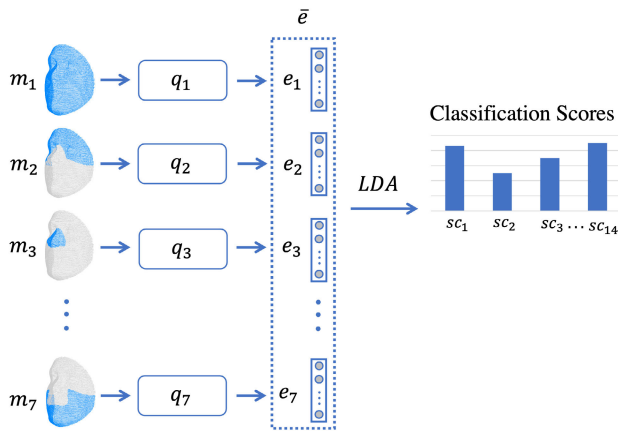 ē
m₁ q₁ e₁
m₂ q₂ e₂
m₃ q₃ e₃
m₇ q₇ e₇
LDA
Classification Scores
sc₁ sc₂ sc₃ ... sc₁₄